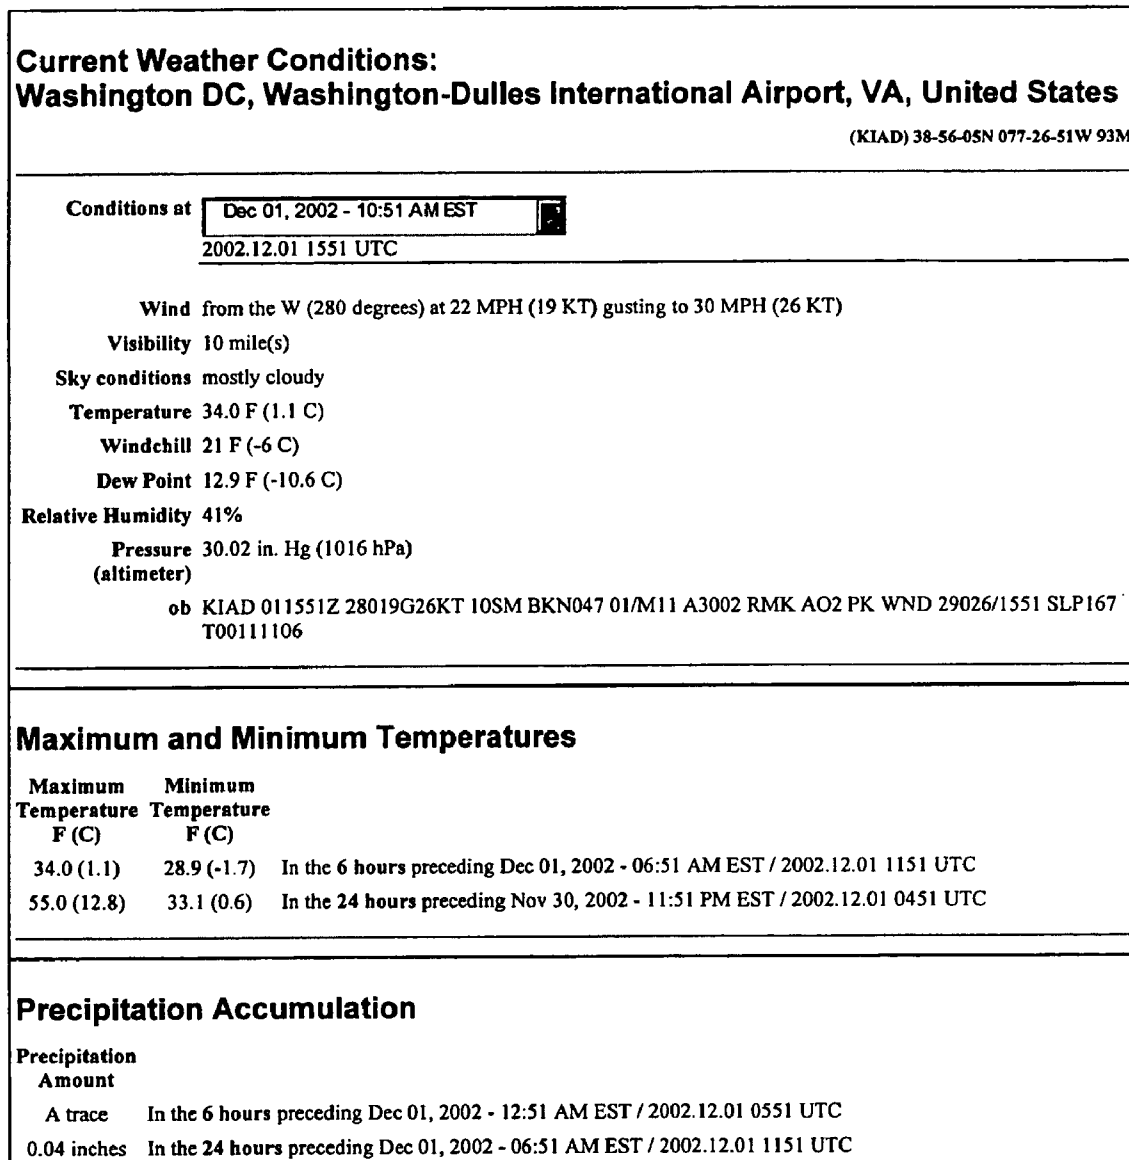 Current Weather Conditions:
Washington DC, Washington-Dulles International Airport, VA, United States
(KIAD) 38-56-05N 077-26-51W 93M
Conditions at Dec 01, 2002 - 10:51 AM EST
2002.12.01 1551 UTC
Wind from the W (280 degrees) at 22 MPH (19 KT) gusting to 30 MPH (26 KT)
Visibility 10 mile(s)
Sky conditions mostly cloudy
Temperature 34.0 F (1.1 C)
Windchill 21 F (-6 C)
Dew Point 12.9 F (-10.6 C)
Relative Humidity 41%
Pressure 30.02 in. Hg (1016 hPa)
(altimeter)
ob KIAD 011551Z 28019G26KT 10SM BKN047 01/M11 A3002 RMK AO2 PK WND 29026/1551 SLP167
T00111106
Maximum and Minimum Temperatures
Maximum Minimum
Temperature Temperature
F (C) F (C)
34.0 (1.1) 28.9 (-1.7) In the 6 hours preceding Dec 01, 2002 - 06:51 AM EST / 2002.12.01 1151 UTC
55.0 (12.8) 33.1 (0.6) In the 24 hours preceding Nov 30, 2002 - 11:51 PM EST / 2002.12.01 0451 UTC
Precipitation Accumulation
Precipitation
Amount
A trace In the 6 hours preceding Dec 01, 2002 - 12:51 AM EST / 2002.12.01 0551 UTC
0.04 inches In the 24 hours preceding Dec 01, 2002 - 06:51 AM EST / 2002.12.01 1151 UTC